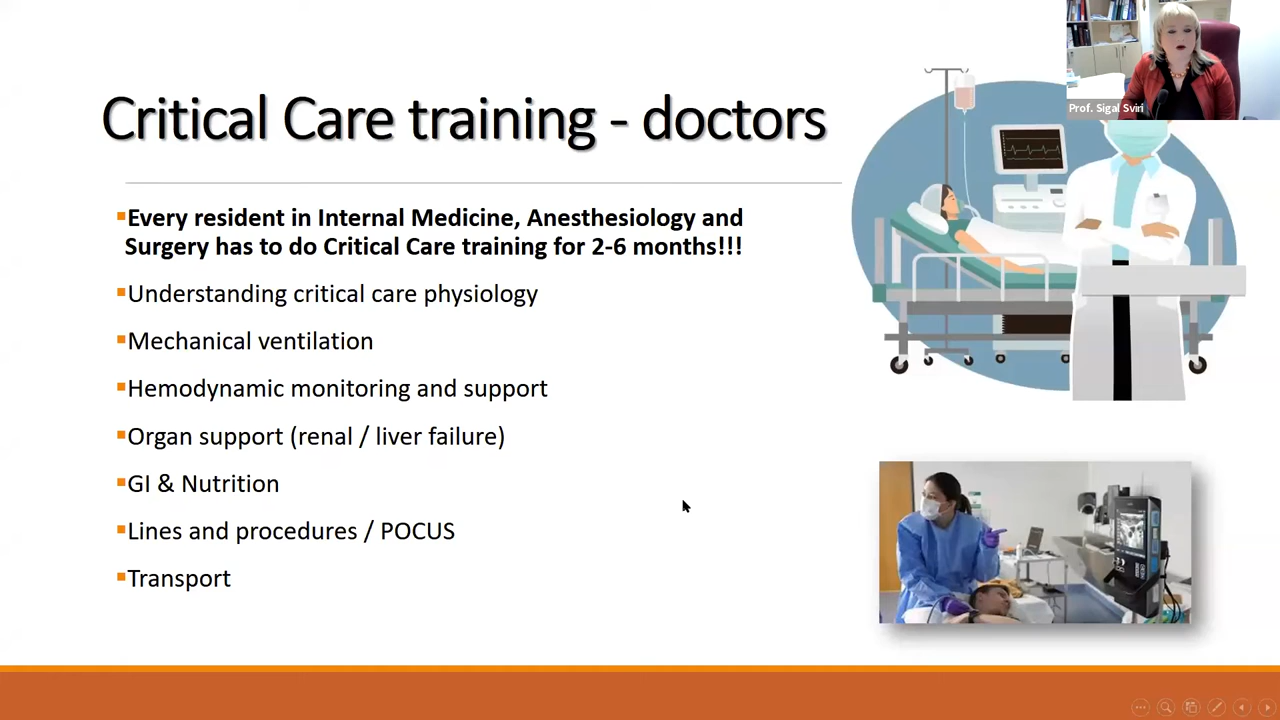 Prof. Sigal Sviri
Critical Care training - doctors
Every resident in Internal Medicine, Anesthesiology and
Surgery has to do Critical Care training for 2-6 months!!!
Understanding critical care physiology
Mechanical ventilation
Hemodynamic monitoring and support
Organ support (renal / liver failure)
GI & Nutrition
Lines and procedures / POCUS
Transport